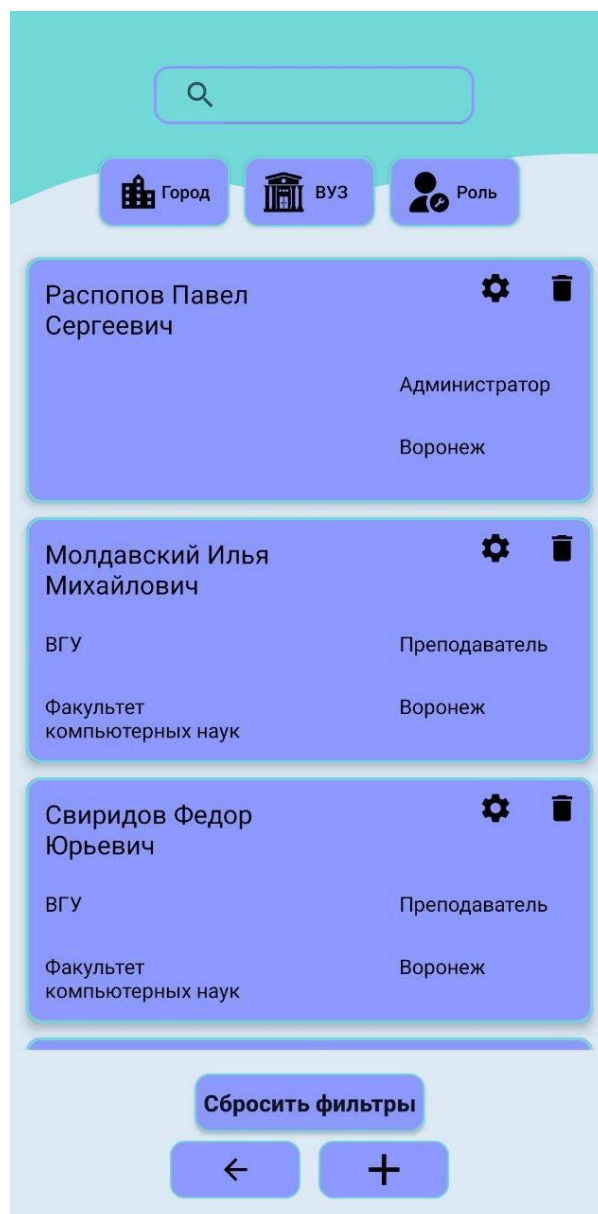 Город
ВУЗ
Роль
Распопов Павел
Сергеевич
Администратор
Воронеж
Молдавский Илья
Михайлович
ВГУ
Преподаватель
Факультет
компьютерных наук
Воронеж
Свиридов Федор
Юрьевич
ВГУ
Преподаватель
Факультет
компьютерных наук
Воронеж
Сбросить фильтры